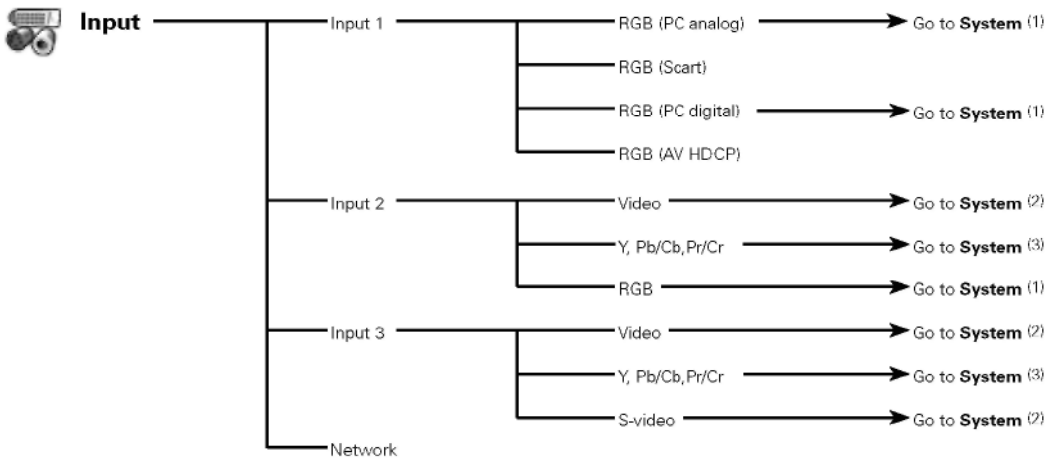 Input
Input 1
RGB (PC analog)
Go to System (1)
RGB (Scart)
RGB (PC digital)
Go to System (1)
RGB (AV HDCP)
Input 2
Video
Go to System (2)
Y, Pb/Cb,Pr/Cr
Go to System (3)
RGB
Go to System (1)
Input 3
Video
Go to System (2)
Y, Pb/Cb,Pr/Cr
Go to System (3)
S-video
Go to System (2)
Network